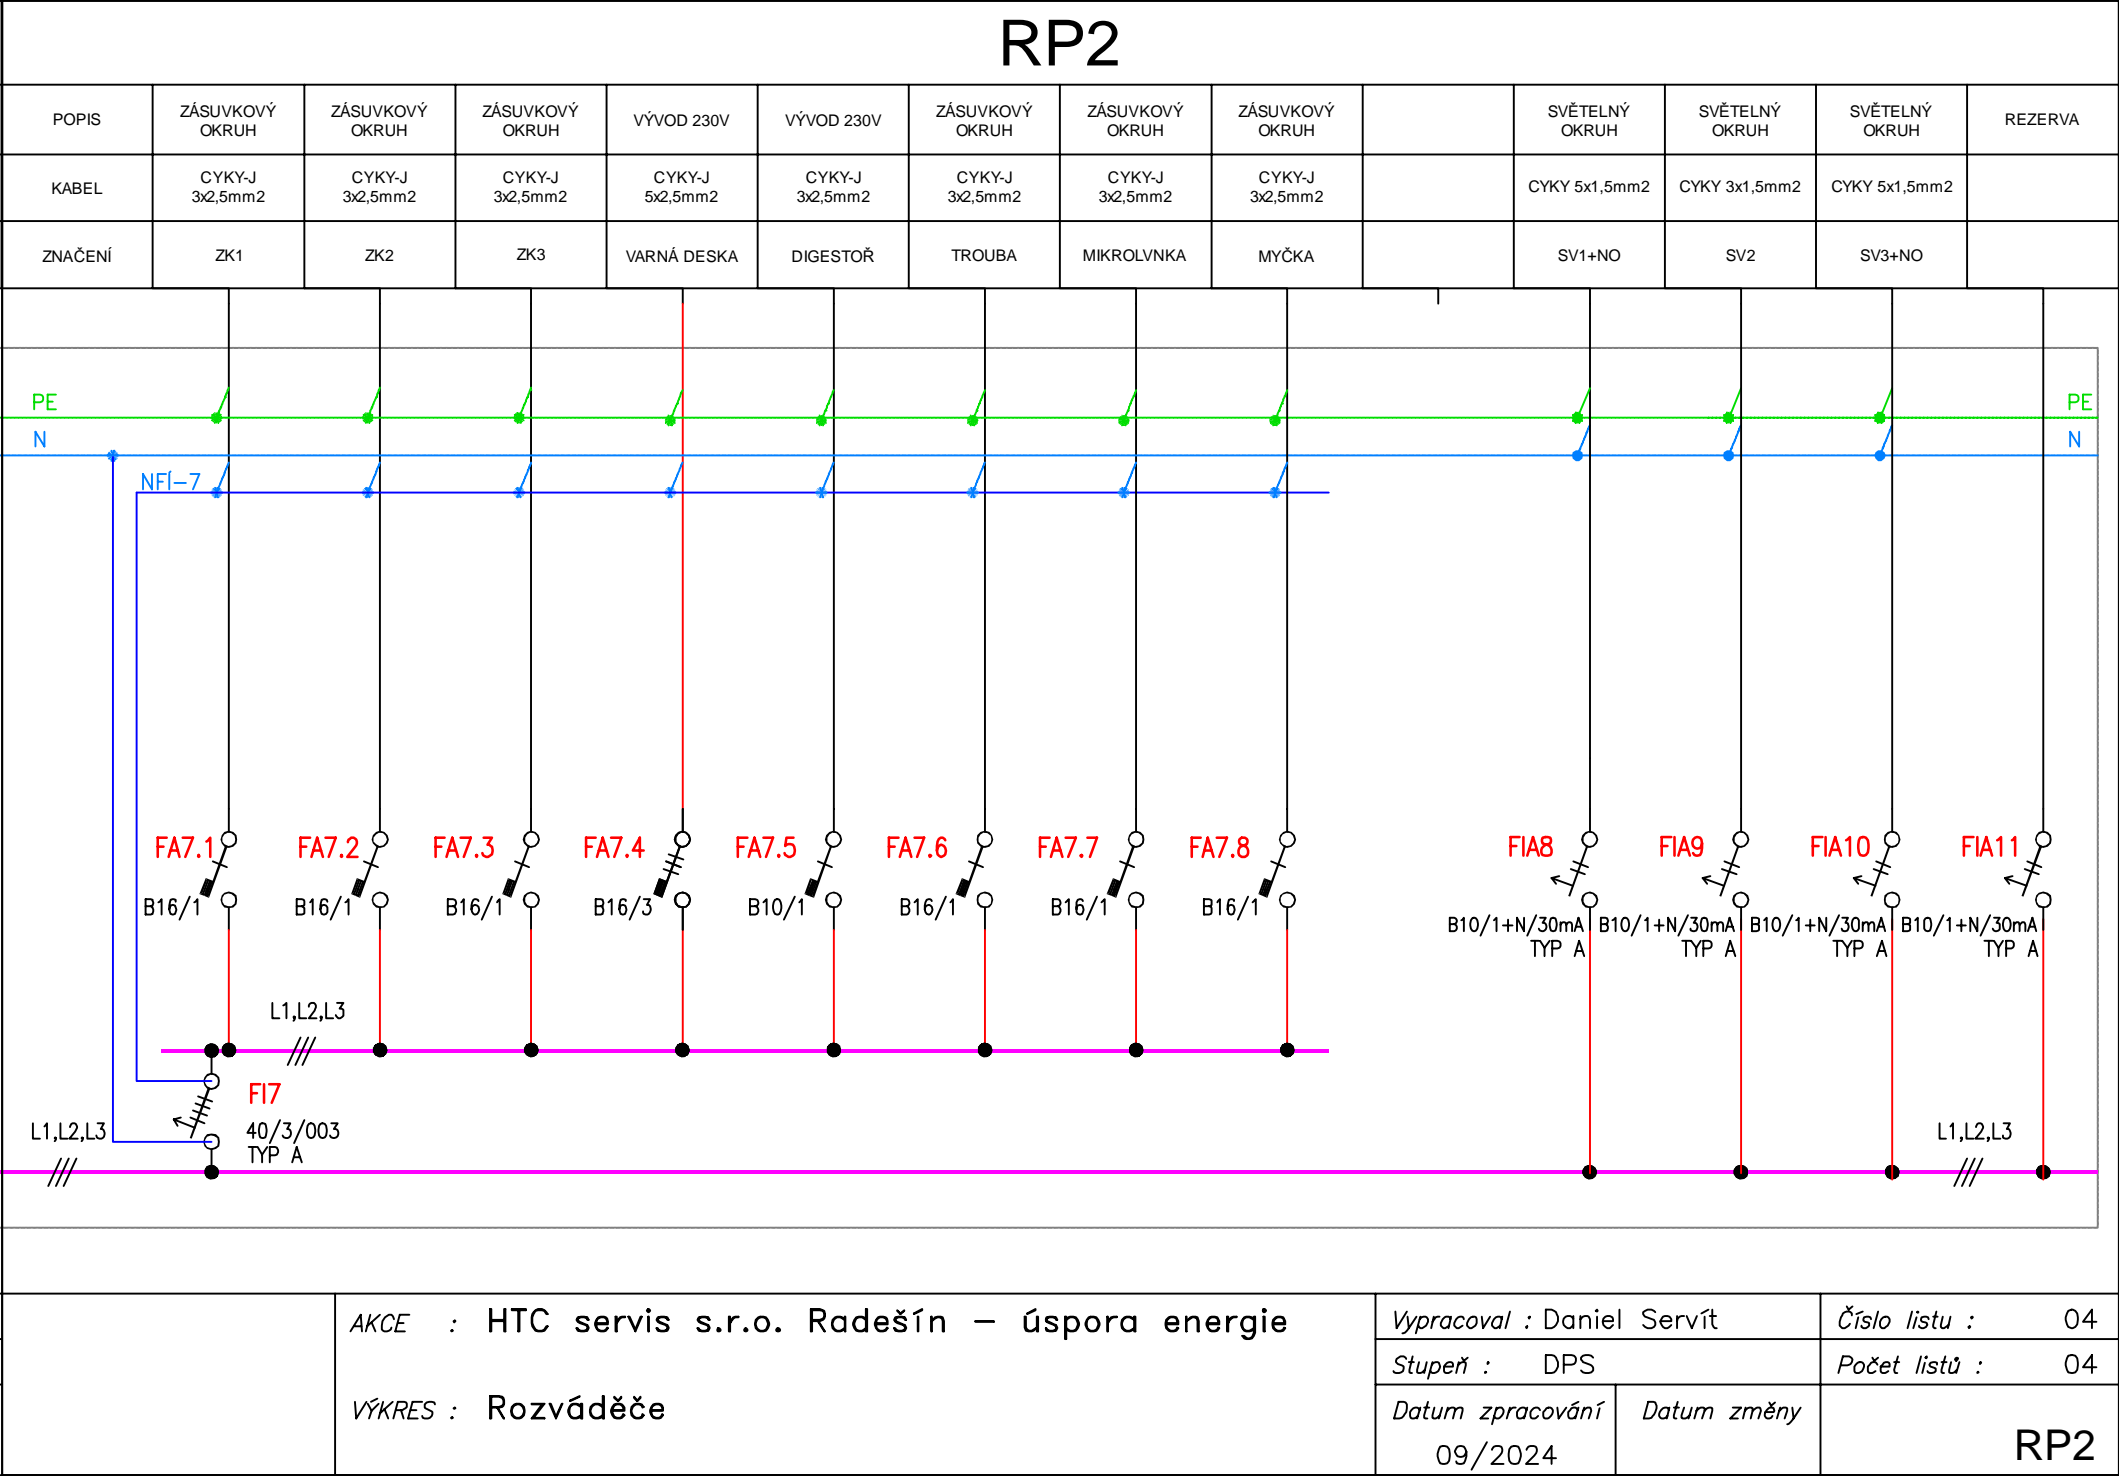 RP2
POPIS
ZÁSUVKOVÝ
OKRUH
ZÁSUVKOVÝ
OKRUH
ZÁSUVKOVÝ
OKRUH
VÝVOD 230V
VÝVOD 230V
ZÁSUVKOVÝ
OKRUH
ZÁSUVKOVÝ
OKRUH
ZÁSUVKOVÝ
OKRUH
SVĚTELNÝ
OKRUH
SVĚTELNÝ
OKRUH
SVĚTELNÝ
OKRUH
REZERVA
KABEL
CYKY-J
3x2,5mm2
CYKY-J
3x2,5mm2
CYKY-J
3x2,5mm2
CYKY-J
5x2,5mm2
CYKY-J
3x2,5mm2
CYKY-J
3x2,5mm2
CYKY-J
3x2,5mm2
CYKY-J
3x2,5mm2
CYKY 5x1,5mm2
CYKY 3x1,5mm2
CYKY 5x1,5mm2
ZNAČENÍ
ZK1
ZK2
ZK3
VARNÁ DESKA
DIGESTOŘ
TROUBA
MIKROLVNKA
MYČKA
SV1+NO
SV2
SV3+NO
PE
PE
N
N
NFÍ-7
FA7.1
FA7.2
FA7.3
FA7.4
FA7.5
FA7.6
FA7.7
FA7.8
FIA8
FIA9
FIA10
FIA11
B16/1
B16/1
B16/1
B16/3
B10/1
B16/1
B16/1
B16/1
B10/1+N/30mA
TYP A
B10/1+N/30mA
TYP A
B10/1+N/30mA
TYP A
B10/1+N/30mA
TYP A
L1,L2,L3
FI7
40/3/003
TYP A
L1,L2,L3
L1,L2,L3
AKCE : HTC servis s.r.o. Radešín – úspora energie
VÝKRES : Rozváděče
Vypracoval : Daniel Servít
Číslo listu : 04
Stupeň : DPS
Počet listů : 04
Datum zpracování
09/2024
Datum změny
RP2